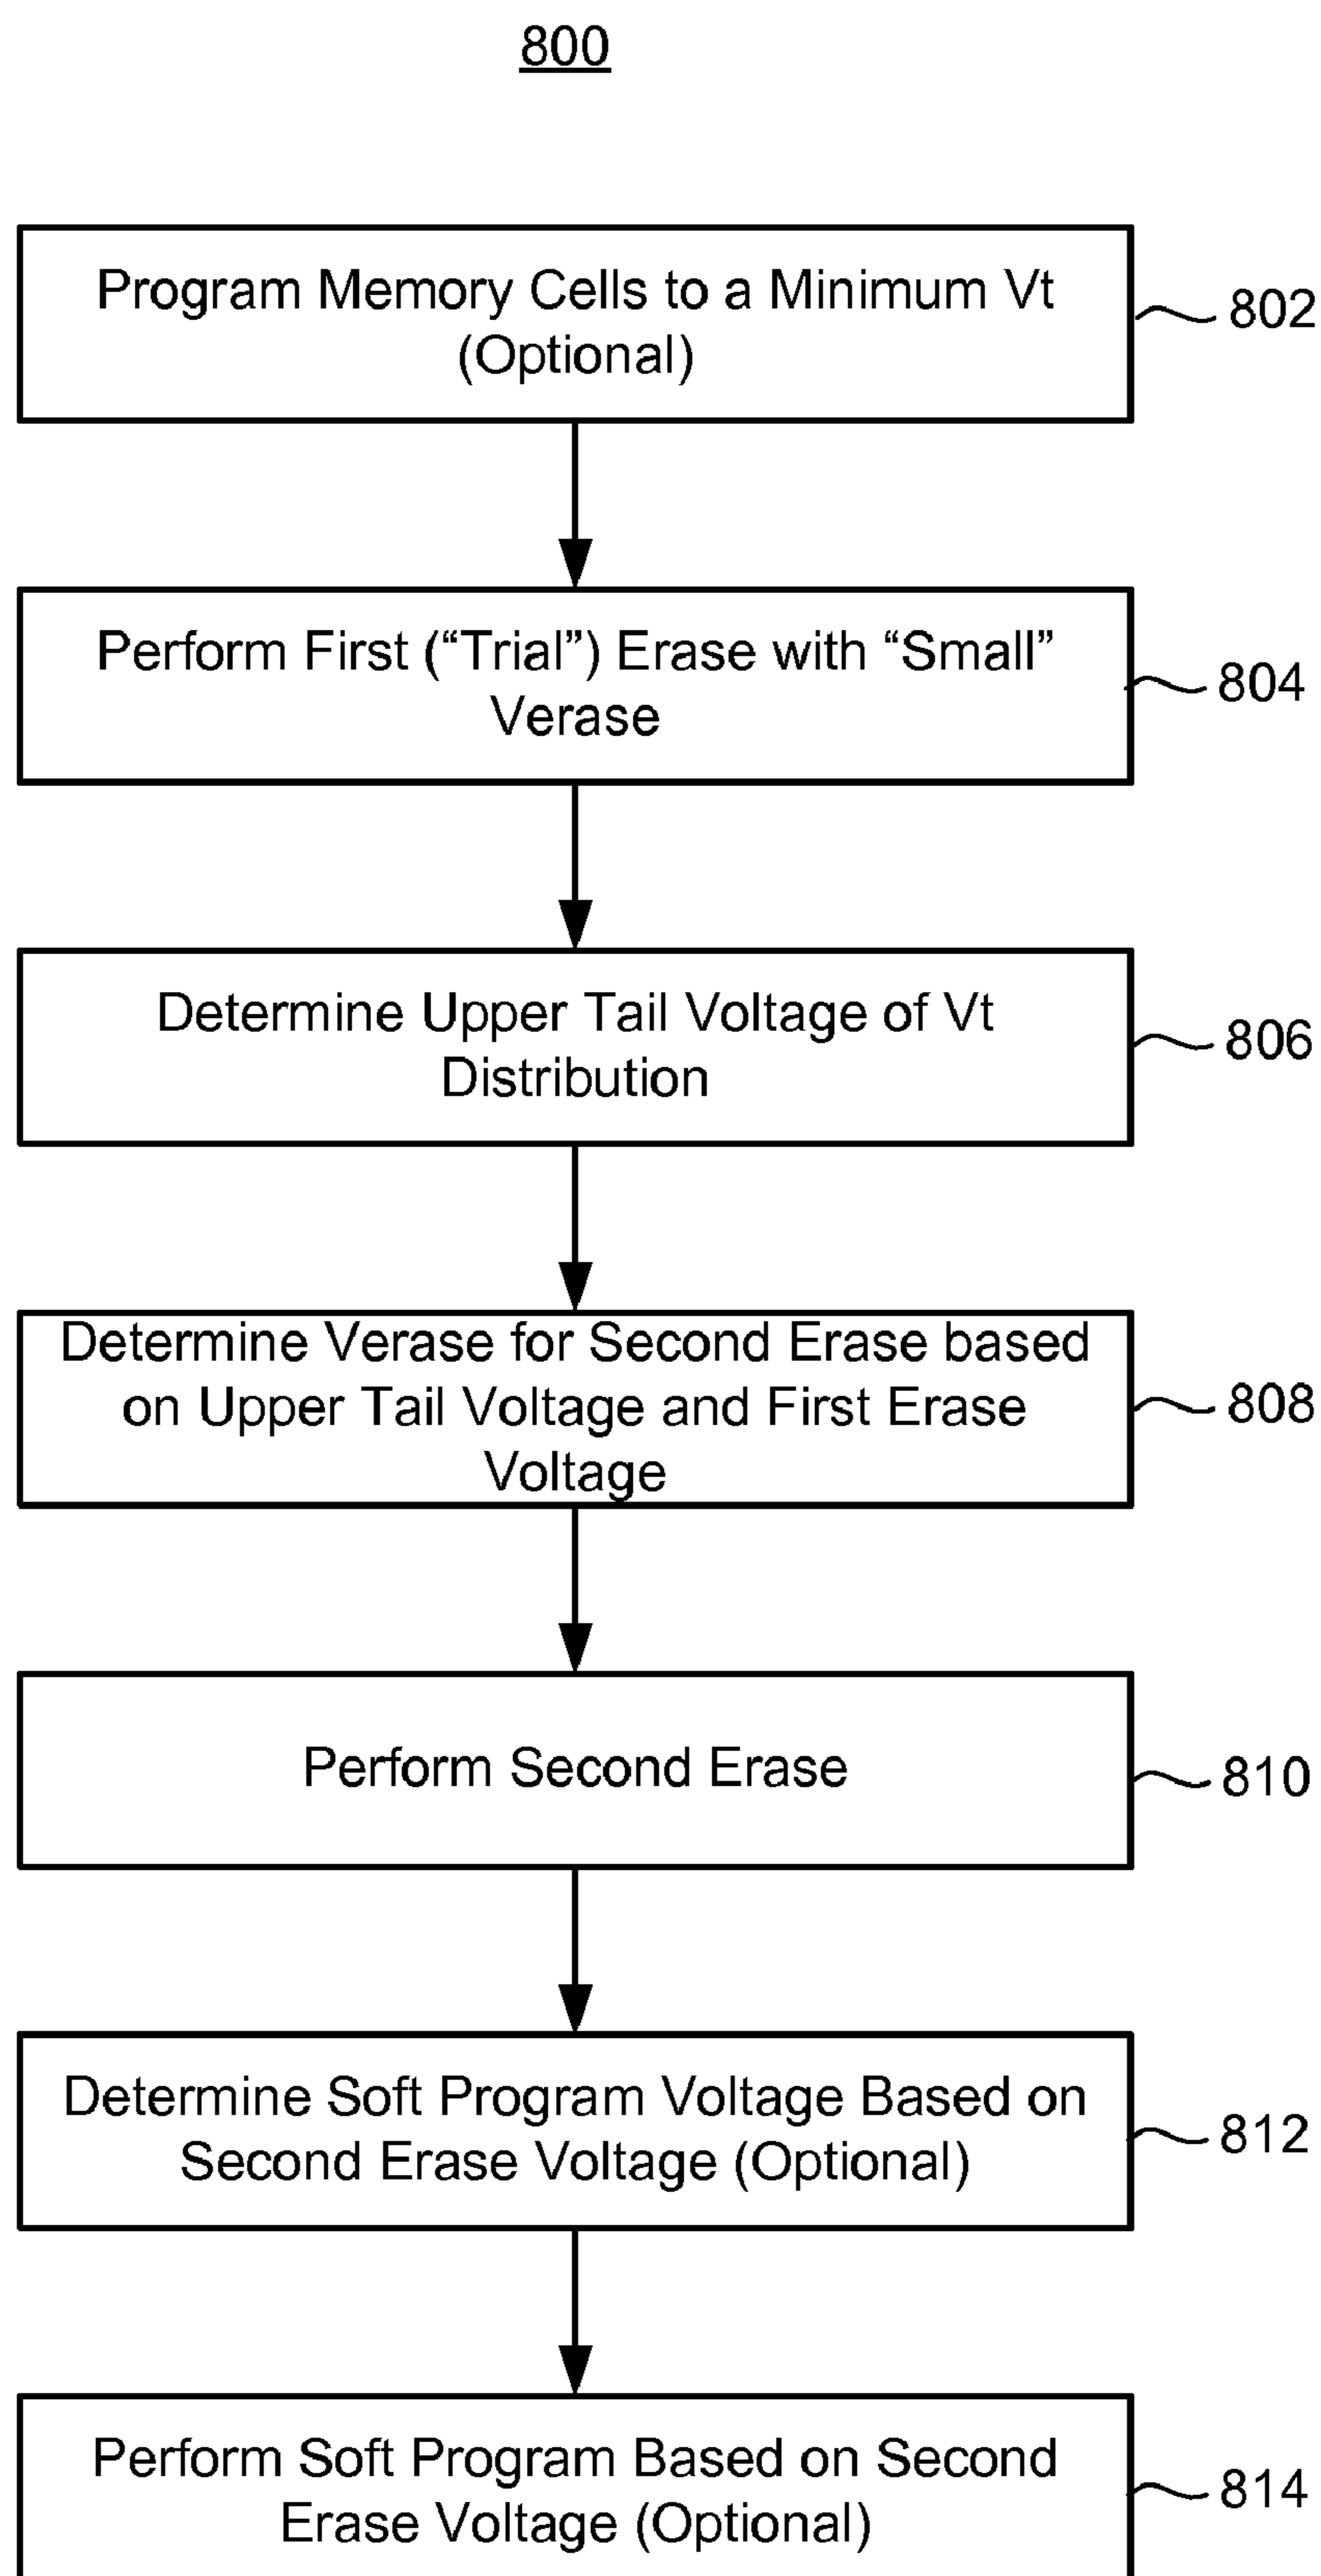 800
Program Memory Cells to a Minimum Vt
(Optional)
802
Perform First (“Trial”) Erase with “Small”
Verase
804
Determine Upper Tail Voltage of Vt
Distribution
806
Determine Verase for Second Erase based
on Upper Tail Voltage and First Erase
Voltage
808
Perform Second Erase
810
Determine Soft Program Voltage Based on
Second Erase Voltage (Optional)
812
Perform Soft Program Based on Second
Erase Voltage (Optional)
814